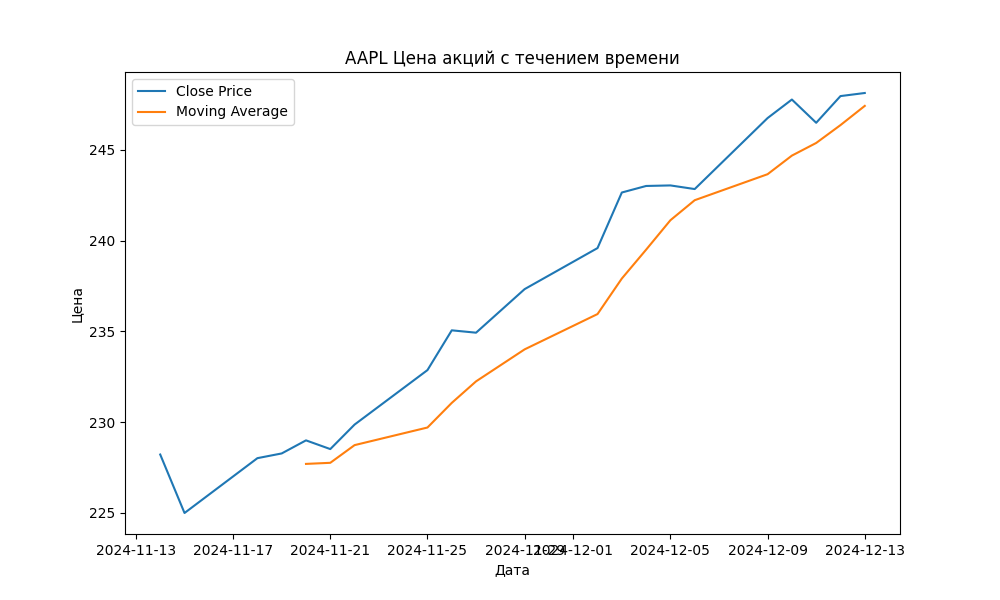 AAPL Цена акций с течением времени
Close Price
Moving Average
245
240
235
230
225
Цена
2024-11-13
2024-11-17
2024-11-21
2024-11-25
2024-11-29
2024-12-01
2024-12-05
2024-12-09
2024-12-13
Дата